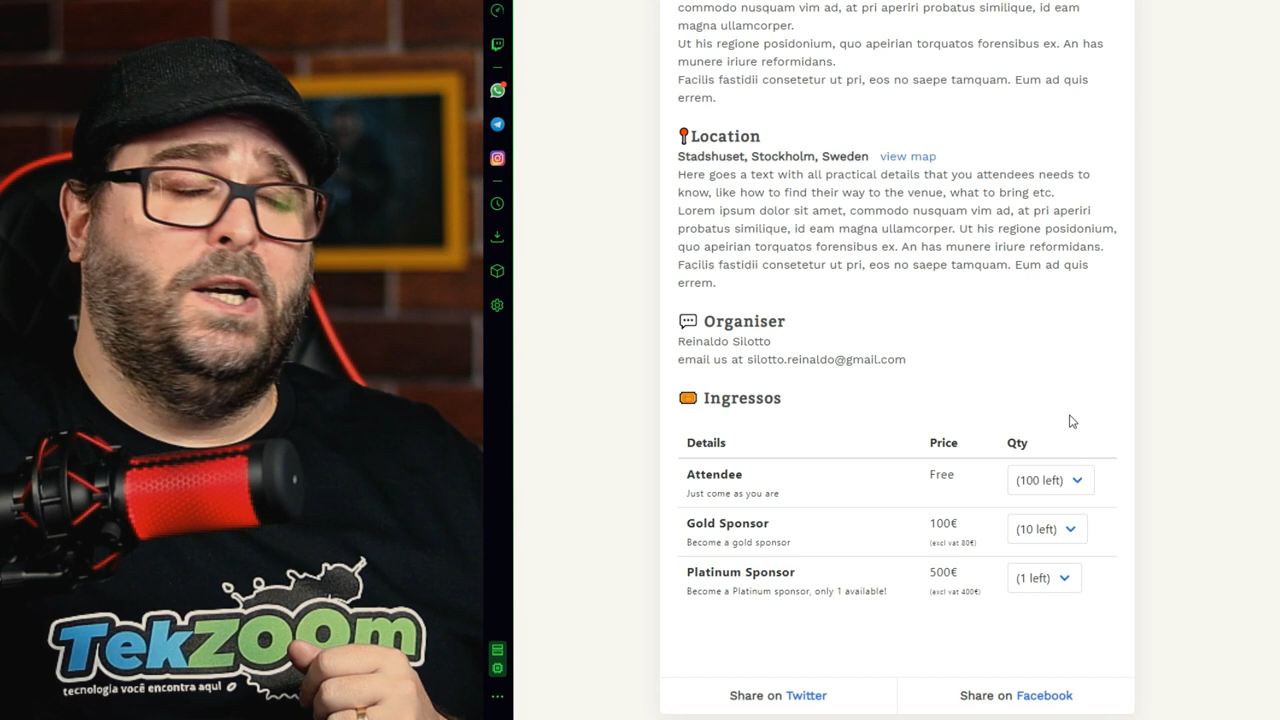 commodo nusquam vim ad, at pri aperiri probatus similique, id eam
magna ullamcorper.
Ut his regione posidonium, quo apeirian torquatos forensibus ex. An has
munere iriure reformidans.
Facilis fastidii consetetur ut pri, eos no saepe tamquam. Eum ad quis
errem.
Location
Stadshuset, Stockholm, Sweden view map
Here goes a text with all practical details that you attendees needs to
know, like how to find their way to the venue, what to bring etc.
Lorem ipsum dolor sit amet, commodo nusquam vim ad, at pri aperiri
probatus similique, id eam magna ullamcorper. Ut his regione posidonium,
quo apeirian torquatos forensibus ex. An has munere iriure reformidans.
Facilis fastidii consetetur ut pri, eos no saepe tamquam. Eum ad quis
errem.
Organiser
Reinaldo Silotto
email us at silotto.reinaldo@gmail.com
Ingressos
Details Price Qty
Attendee Free (100 left)
Just come as you are
Gold Sponsor 100€ (10 left)
Become a gold sponsor (excl vat 80€)
Platinum Sponsor 500€ (1 left)
Become a Platinum sponsor, only 1 available! (excl vat 400€)
Share on Twitter Share on Facebook
TekZOOm
tecnologia você encontra aqui